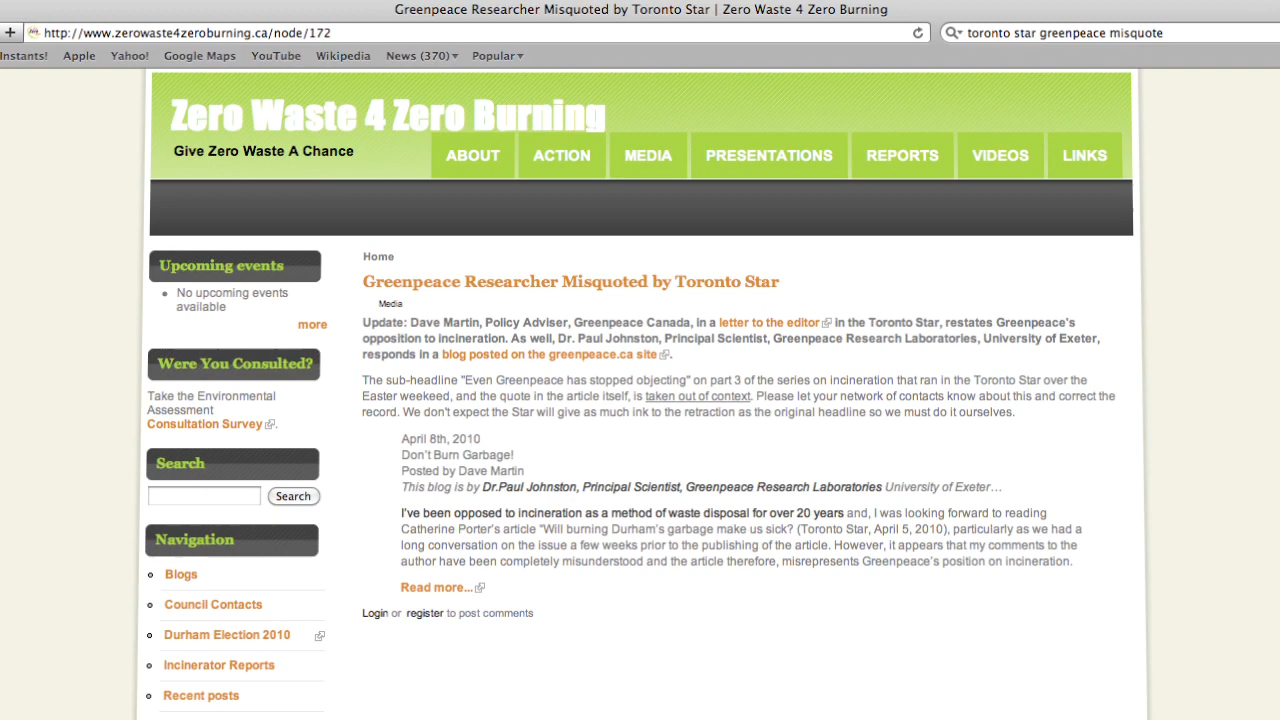 Greenpeace Researcher Misquoted by Toronto Star | Zero Waste 4 Zero Burning
+ http://www.zerowaste4zeroburning.ca/node/172 toronto star greenpeace misquote
Instants! Apple Yahoo! Google Maps YouTube Wikipedia News (370) Popular
Zero Waste 4 Zero Burning
Give Zero Waste A Chance
ABOUT ACTION MEDIA PRESENTATIONS REPORTS VIDEOS LINKS
Upcoming events
No upcoming events
available
more
Were You Consulted?
Take the Environmental
Assessment
Consultation Survey.
Search
Search
Navigation
Blogs
Council Contacts
Durham Election 2010
Incinerator Reports
Recent posts
Home
Greenpeace Researcher Misquoted by Toronto Star
Media
Update: Dave Martin, Policy Adviser, Greenpeace Canada, in a letter to the editor in the Toronto Star, restates Greenpeace's
opposition to incineration. As well, Dr. Paul Johnston, Principal Scientist, Greenpeace Research Laboratories, University of Exeter,
responds in a blog posted on the greenpeace.ca site.
The sub-headline "Even Greenpeace has stopped objecting" on part 3 of the series on incineration that ran in the Toronto Star over the
Easter weekeed, and the quote in the article itself, is taken out of context. Please let your network of contacts know about this and correct the
record. We don't expect the Star will give as much ink to the retraction as the original headline so we must do it ourselves.
April 8th, 2010
Don't Burn Garbage!
Posted by Dave Martin
This blog is by Dr.Paul Johnston, Principal Scientist, Greenpeace Research Laboratories University of Exeter…
I've been opposed to incineration as a method of waste disposal for over 20 years and, I was looking forward to reading
Catherine Porter's article "Will burning Durham's garbage make us sick? (Toronto Star, April 5, 2010), particularly as we had a
long conversation on the issue a few weeks prior to the publishing of the article. However, it appears that my comments to the
author have been completely misunderstood and the article therefore, misrepresents Greenpeace's position on incineration.
Read more...
Login or register to post comments